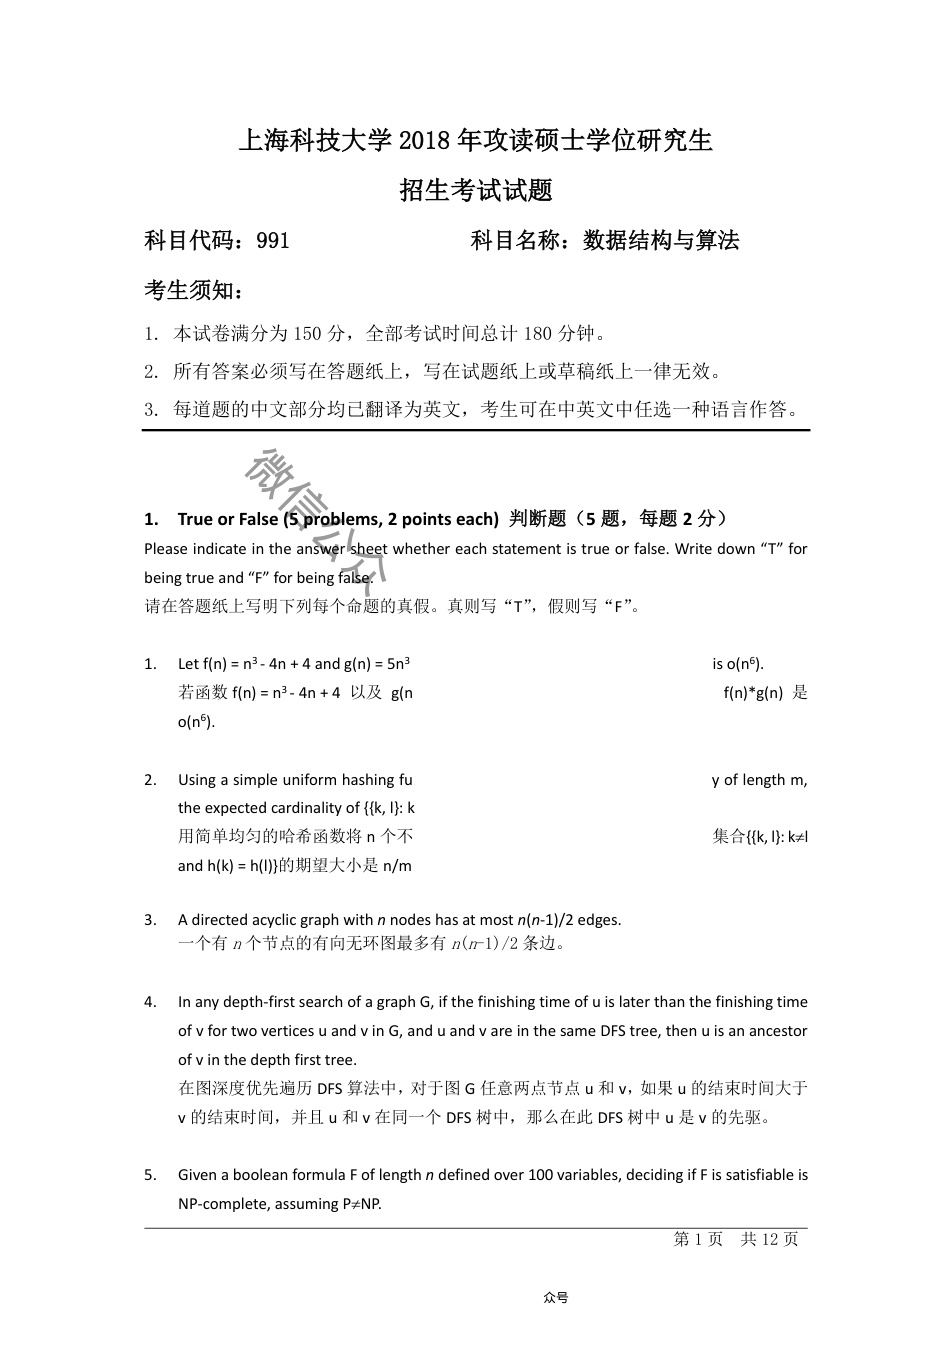 上海科技大学 2018 年攻读硕士学位研究生
招生考试试题
科目代码：991 科目名称：数据结构与算法
考生须知：
1. 本试卷满分为 150 分，全部考试时间总计 180 分钟。
2. 所有答案必须写在答题纸上，写在试题纸上或草稿纸上一律无效。
3. 每道题的中文部分均已翻译为英文，考生可在中英文中任选一种语言作答。
微信公众
1. True or False (5 problems, 2 points each) 判断题（5 题，每题 2 分）
Please indicate in the answer sheet whether each statement is true or false. Write down “T” for
being true and “F” for being false.
请在答题纸上写明下列每个命题的真假。真则写“T”，假则写“F”。
1. Let f(n) = n³ - 4n + 4 and g(n) = 5n³ is o(n⁶).
若函数 f(n) = n³ - 4n + 4 以及 g(n f(n)*g(n) 是
o(n⁶).
2. Using a simple uniform hashing fu y of length m,
the expected cardinality of {{k, l}: k
用简单均匀的哈希函数将 n 个不 集合{{k, l}: k≠l
and h(k) = h(l)}的期望大小是 n/m
3. A directed acyclic graph with n nodes has at most n(n-1)/2 edges.
一个有 n 个节点的有向无环图最多有 n(n-1)/2 条边。
4. In any depth-first search of a graph G, if the finishing time of u is later than the finishing time
of v for two vertices u and v in G, and u and v are in the same DFS tree, then u is an ancestor
of v in the depth first tree.
在图深度优先遍历 DFS 算法中，对于图 G 任意两点节点 u 和 v，如果 u 的结束时间大于
v 的结束时间，并且 u 和 v 在同一个 DFS 树中，那么在此 DFS 树中 u 是 v 的先驱。
5. Given a boolean formula F of length n defined over 100 variables, deciding if F is satisfiable is
NP-complete, assuming P≠NP.
第 1 页 共 12 页
众号